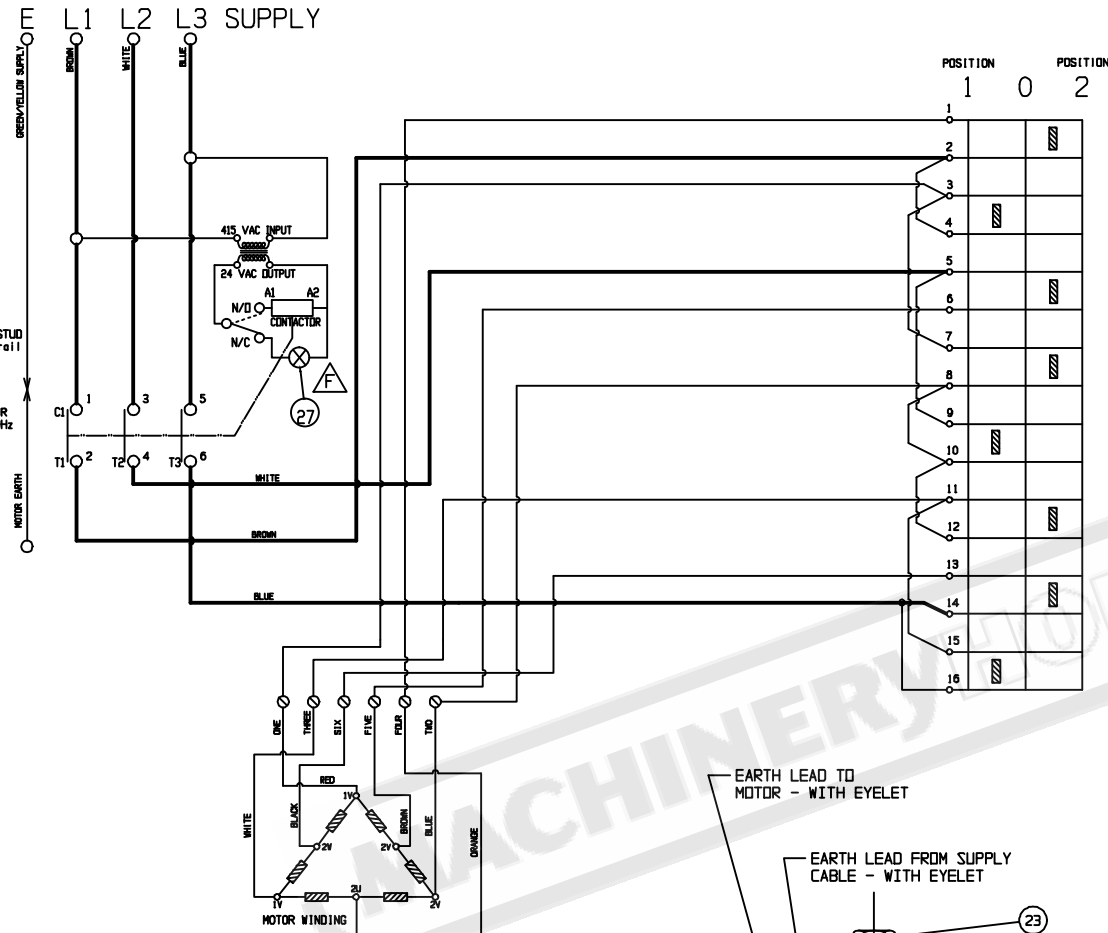 E L1 L2 L3 SUPPLY
GREEN/YELLOW SUPPLY
BROWN
WHITE
BLUE
POSITION
POSITION
1 0 2
1
2
3
4
5
6
7
8
9
10
11
12
13
14
15
16
415 VAC INPUT
24 VAC OUTPUT
A1 A2
N/O
CONTACTOR
N/C
F
27
STUD
rail
R
Hz
C1 1 3 5
T1 2 T2 4 T3 6
MOTOR EARTH
WHITE
BROWN
BLUE
ONE
THREE
SIX
FIVE
FOUR
TWO
RED
WHITE
BLACK
BROWN
BLUE
ORANGE
1V
2V
2V
1V
2U
2V
MOTOR WINDING
EARTH LEAD TO
MOTOR - WITH EYELET
EARTH LEAD FROM SUPPLY
CABLE - WITH EYELET
23
MACHINERYHO